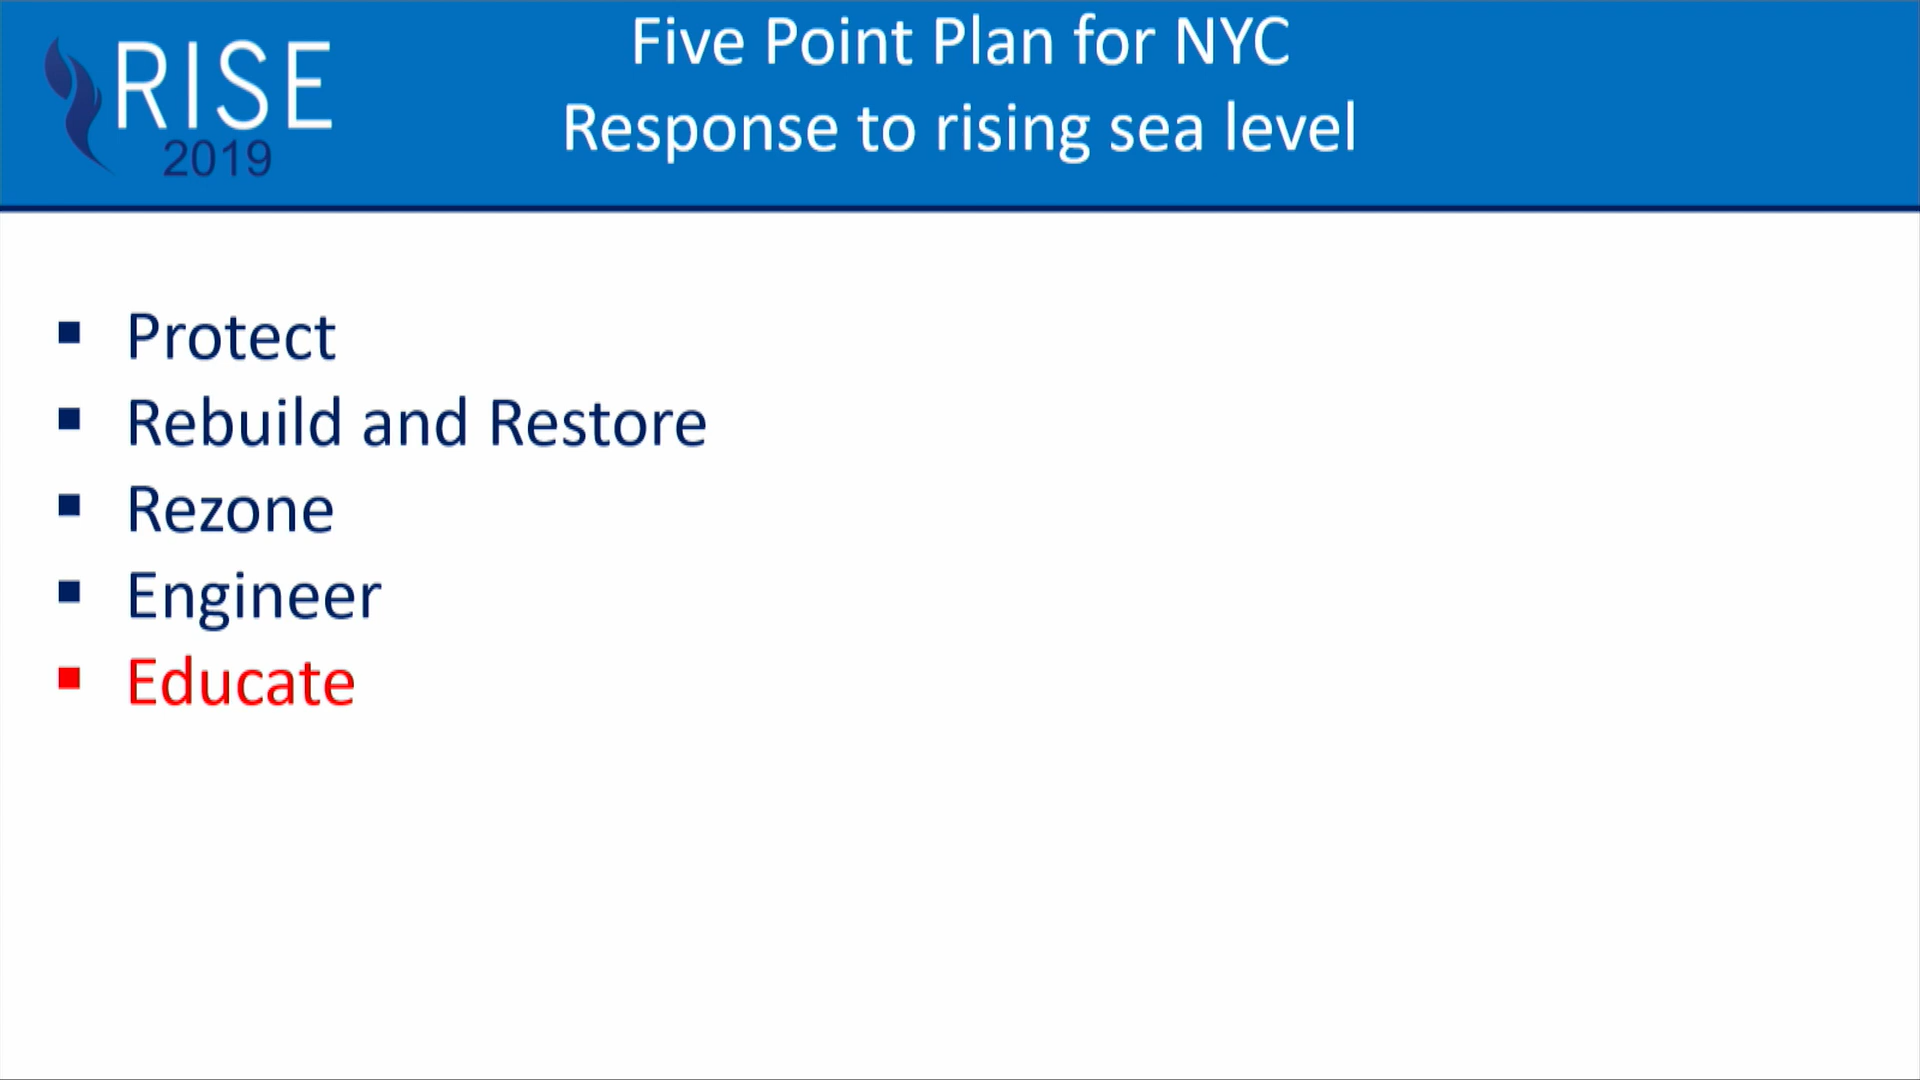 RISE
2019
Five Point Plan for NYC
Response to rising sea level
Protect
Rebuild and Restore
Rezone
Engineer
Educate